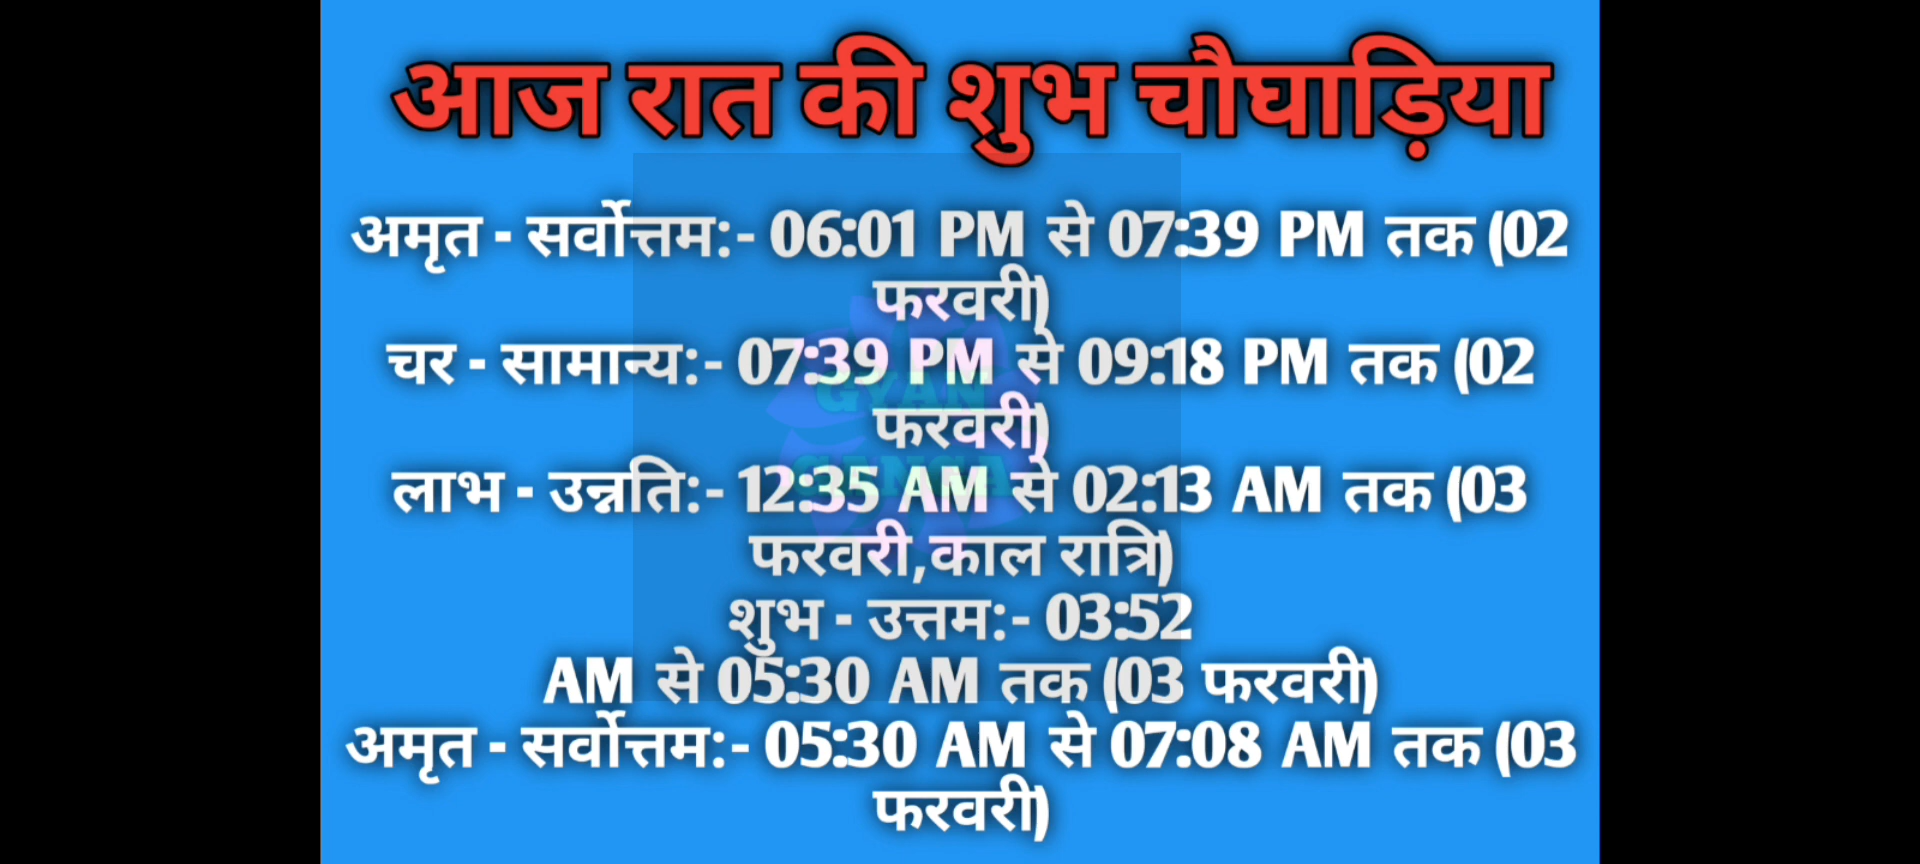 आज रात की शुभ चौघाड़िया
अमृत - सर्वोत्तम:- 06:01 PM से 07:39 PM तक (02
फरवरी)
चर - सामान्य:- 07:39 PM से 09:18 PM तक (02
फरवरी)
लाभ - उन्नति:- 12:35 AM से 02:13 AM तक (03
फरवरी,काल रात्रि)
शुभ - उत्तम:- 03:52
AM से 05:30 AM तक (03 फरवरी)
अमृत - सर्वोत्तम:- 05:30 AM से 07:08 AM तक (03
फरवरी)
GYAN
GANGA